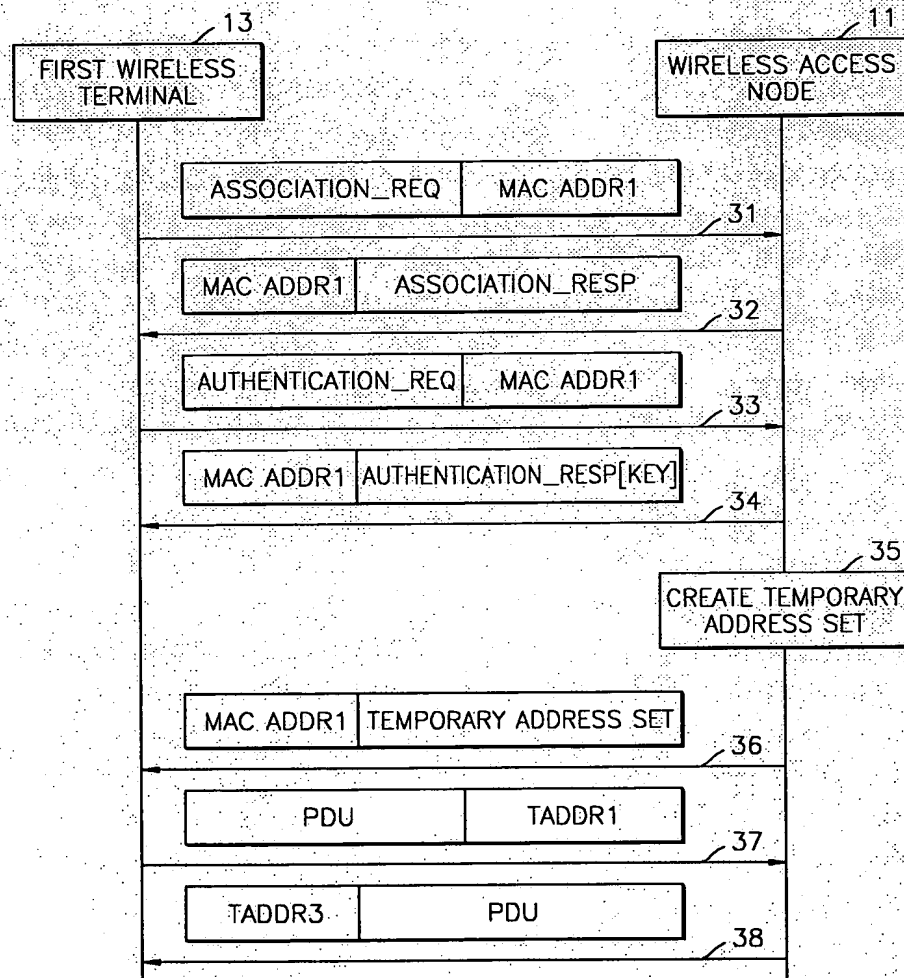 13
FIRST WIRELESS
TERMINAL
11
WIRELESS ACCESS
NODE
ASSOCIATION_REQ MAC ADDR1
31
MAC ADDR1 ASSOCIATION_RESP
32
AUTHENTICATION_REQ MAC ADDR1
33
MAC ADDR1 AUTHENTICATION_RESP[KEY]
34
35
CREATE TEMPORARY
ADDRESS SET
MAC ADDR1 TEMPORARY ADDRESS SET
36
PDU TADDR1
37
TADDR3 PDU
38